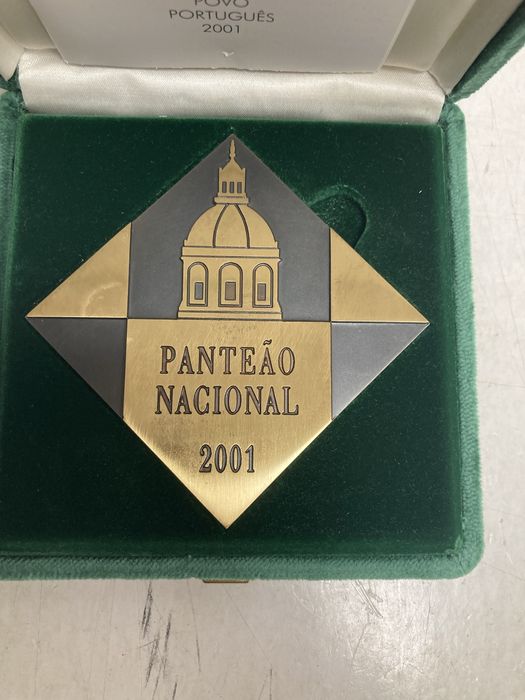 POVO
PORTUGUÊS
2001
PANTEÃO
NACIONAL
2001